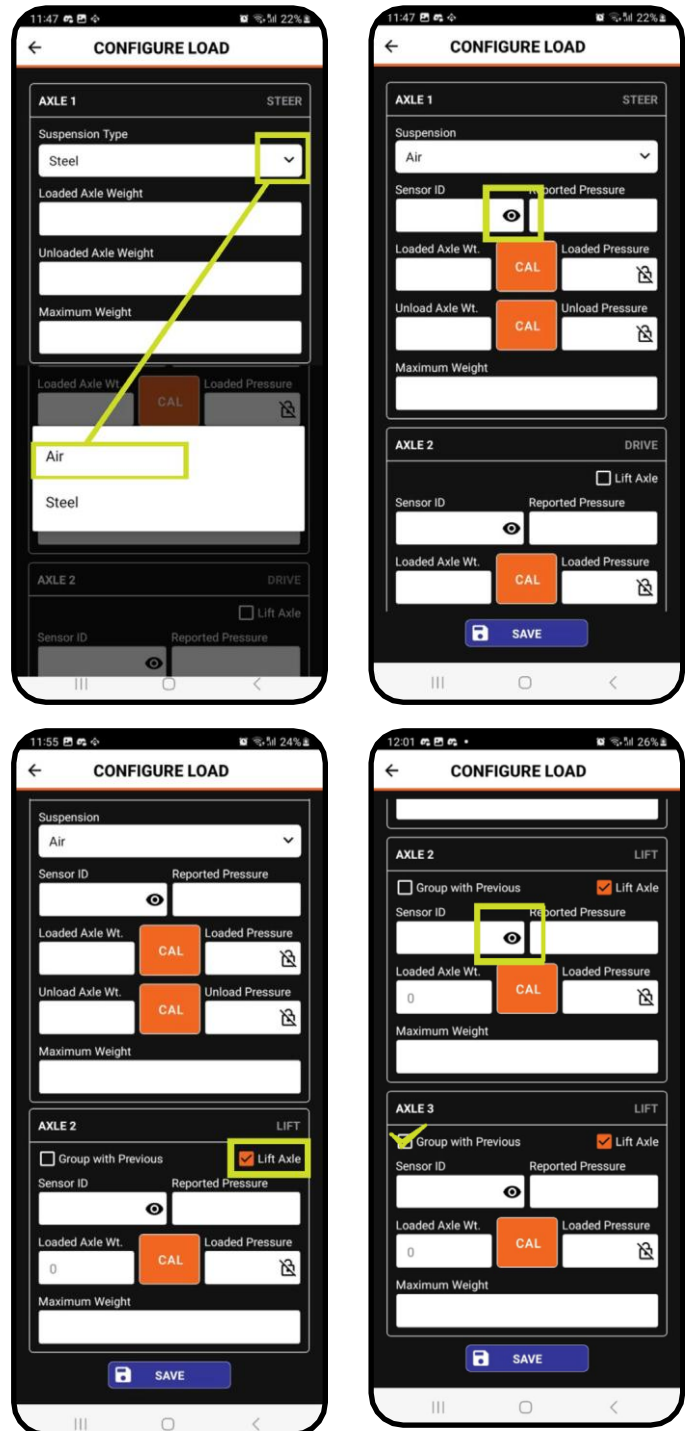 11:47 22%
CONFIGURE LOAD
AXLE 1 STEER
Suspension Type
Steel
Loaded Axle Weight
Unloaded Axle Weight
Maximum Weight
Loaded Axle Wt. Loaded Pressure
CAL
Air
Steel
AXLE 2 DRIVE
Lift Axle
Sensor ID Reported Pressure
11:47 22%
CONFIGURE LOAD
AXLE 1 STEER
Suspension
Air
Sensor ID Reported Pressure
Loaded Axle Wt. Loaded Pressure
CAL
Unload Axle Wt. Unload Pressure
CAL
Maximum Weight
AXLE 2 DRIVE
Lift Axle
Sensor ID Reported Pressure
Loaded Axle Wt. Loaded Pressure
CAL
SAVE
11:55 24%
CONFIGURE LOAD
Suspension
Air
Sensor ID Reported Pressure
Loaded Axle Wt. Loaded Pressure
CAL
Unload Axle Wt. Unload Pressure
CAL
Maximum Weight
AXLE 2 LIFT
Group with Previous Lift Axle
Sensor ID Reported Pressure
Loaded Axle Wt. Loaded Pressure
0 CAL
Maximum Weight
SAVE
12:01 26%
CONFIGURE LOAD
AXLE 2 LIFT
Group with Previous Lift Axle
Sensor ID Reported Pressure
Loaded Axle Wt. Loaded Pressure
0 CAL
Maximum Weight
AXLE 3 LIFT
Group with Previous Lift Axle
Sensor ID Reported Pressure
Loaded Axle Wt. Loaded Pressure
0 CAL
Maximum Weight
SAVE